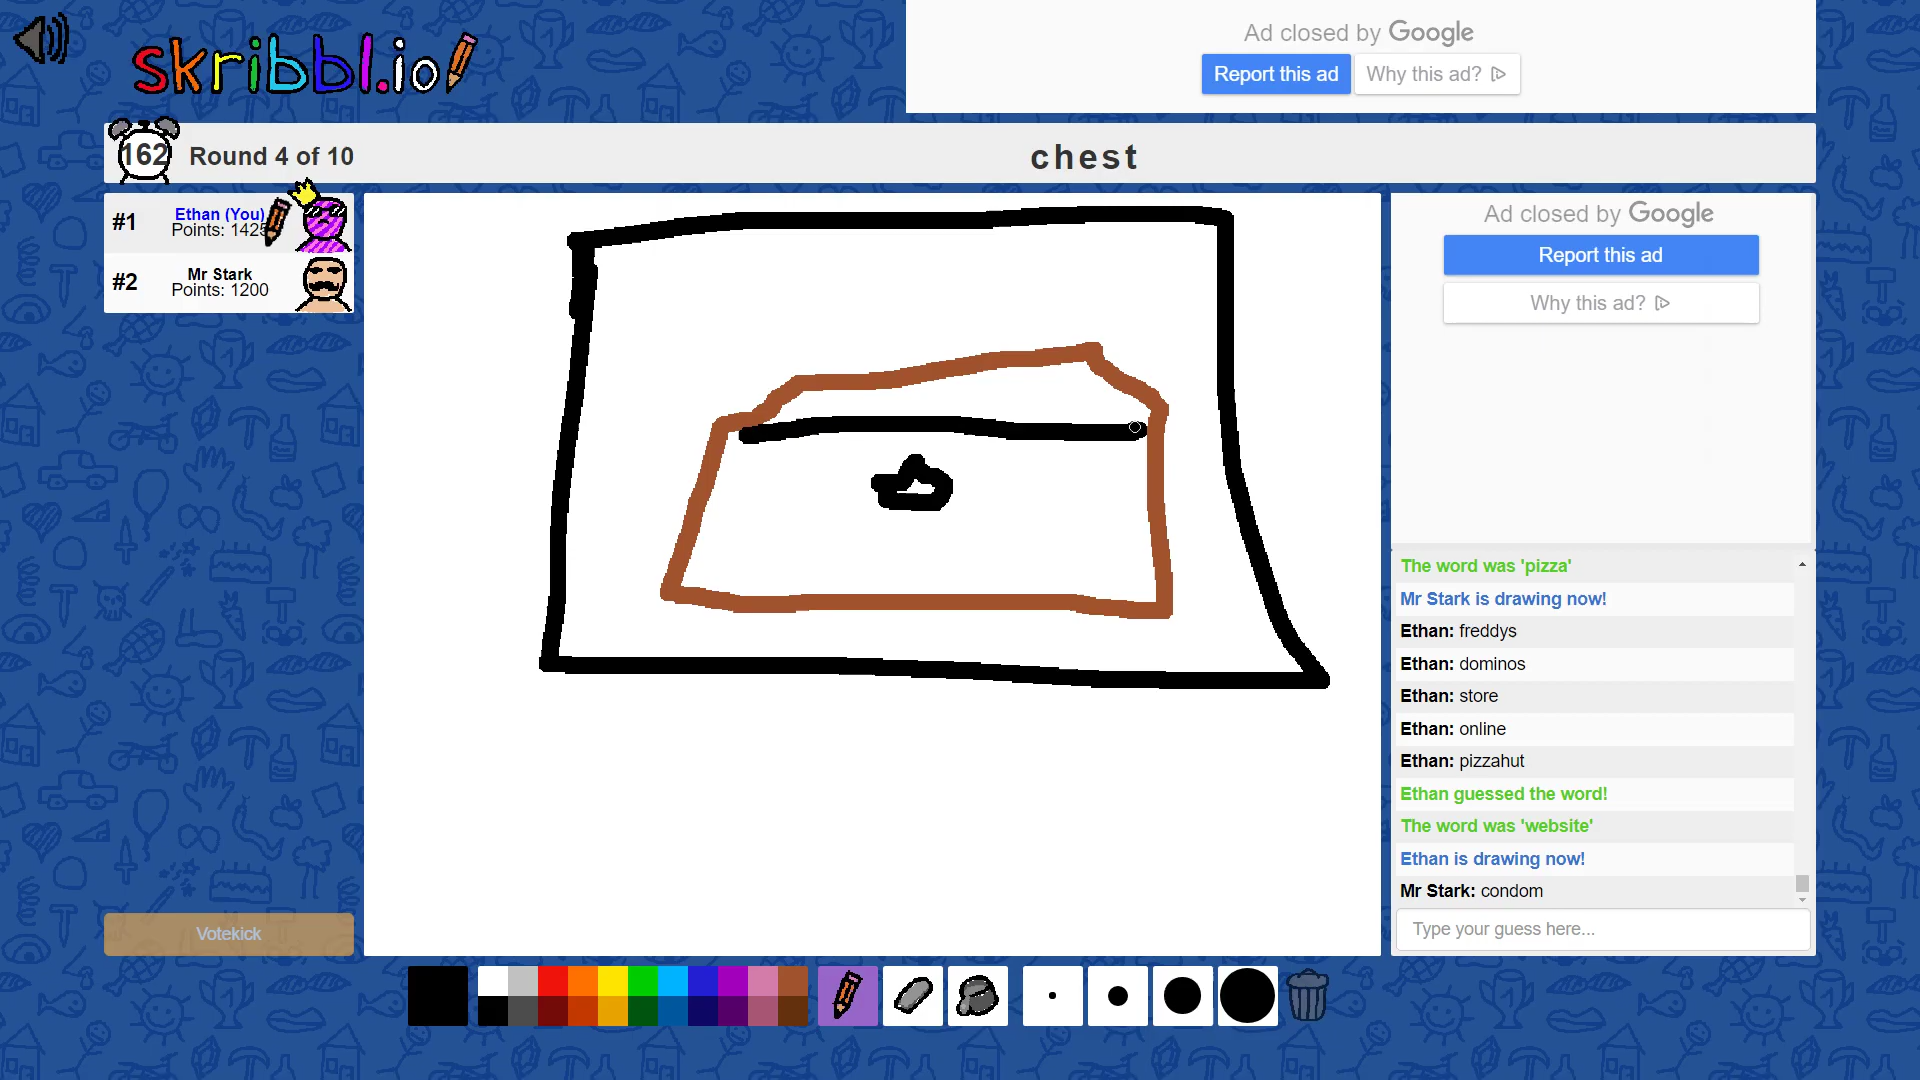 skribbl.io
Ad closed by Google
Report this ad
Why this ad?
162
Round 4 of 10
chest
#1
Ethan (You)
Points: 1425
#2
Mr Stark
Points: 1200
Ad closed by Google
Report this ad
Why this ad?
The word was 'pizza'
Mr Stark is drawing now!
Ethan: freddys
Ethan: dominos
Ethan: store
Ethan: online
Ethan: pizzahut
Ethan guessed the word!
The word was 'website'
Ethan is drawing now!
Mr Stark: condom
Type your guess here...
Votekick